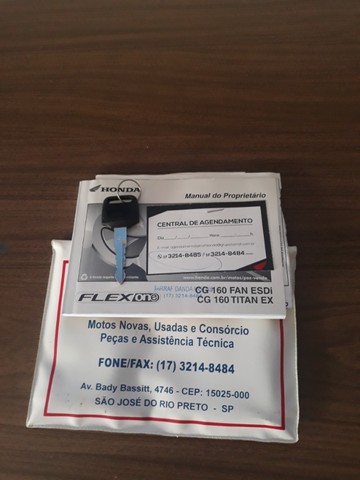 HONDA
Manual do Proprietário
CENTRAL DE AGENDAMENTO
3214-8485 / 3214-8484
FLEXone
CG 160 FAN ESDi
CG 160 TITAN EX
Motos Novas, Usadas e Consórcio
Peças e Assistência Técnica
FONE/FAX: (17) 3214-8484
Av. Bady Bassitt, 4746 - CEP: 15025-000
SÃO JOSÉ DO RIO PRETO - SP